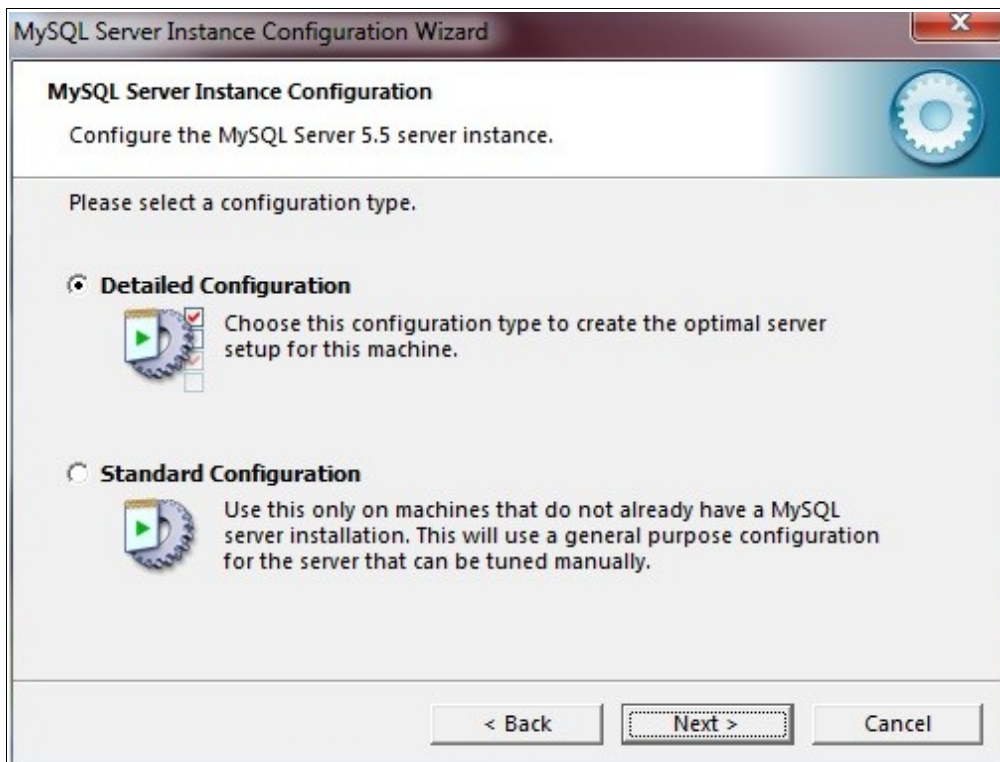 MySQL Server Instance Configuration Wizard
X
MySQL Server Instance Configuration
Configure the MySQL Server 5.5 server instance.
Please select a configuration type.
Detailed Configuration
Choose this configuration type to create the optimal server
setup for this machine.
Standard Configuration
Use this only on machines that do not already have a MySQL
server installation. This will use a general purpose configuration
for the server that can be tuned manually.
< Back Next > Cancel